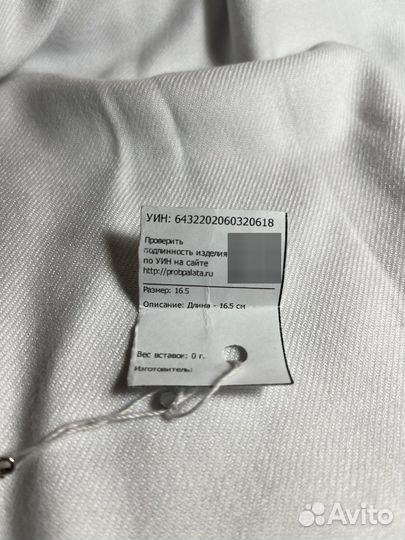 УИН: 6432202060320618
Проверить
подлинность изделия
по УИН на сайте
http://probpalata.ru
Размер: 16.5
Описание: Длина - 16.5 см
Вес вставок: 0 г.
Изготовитель:
Avito